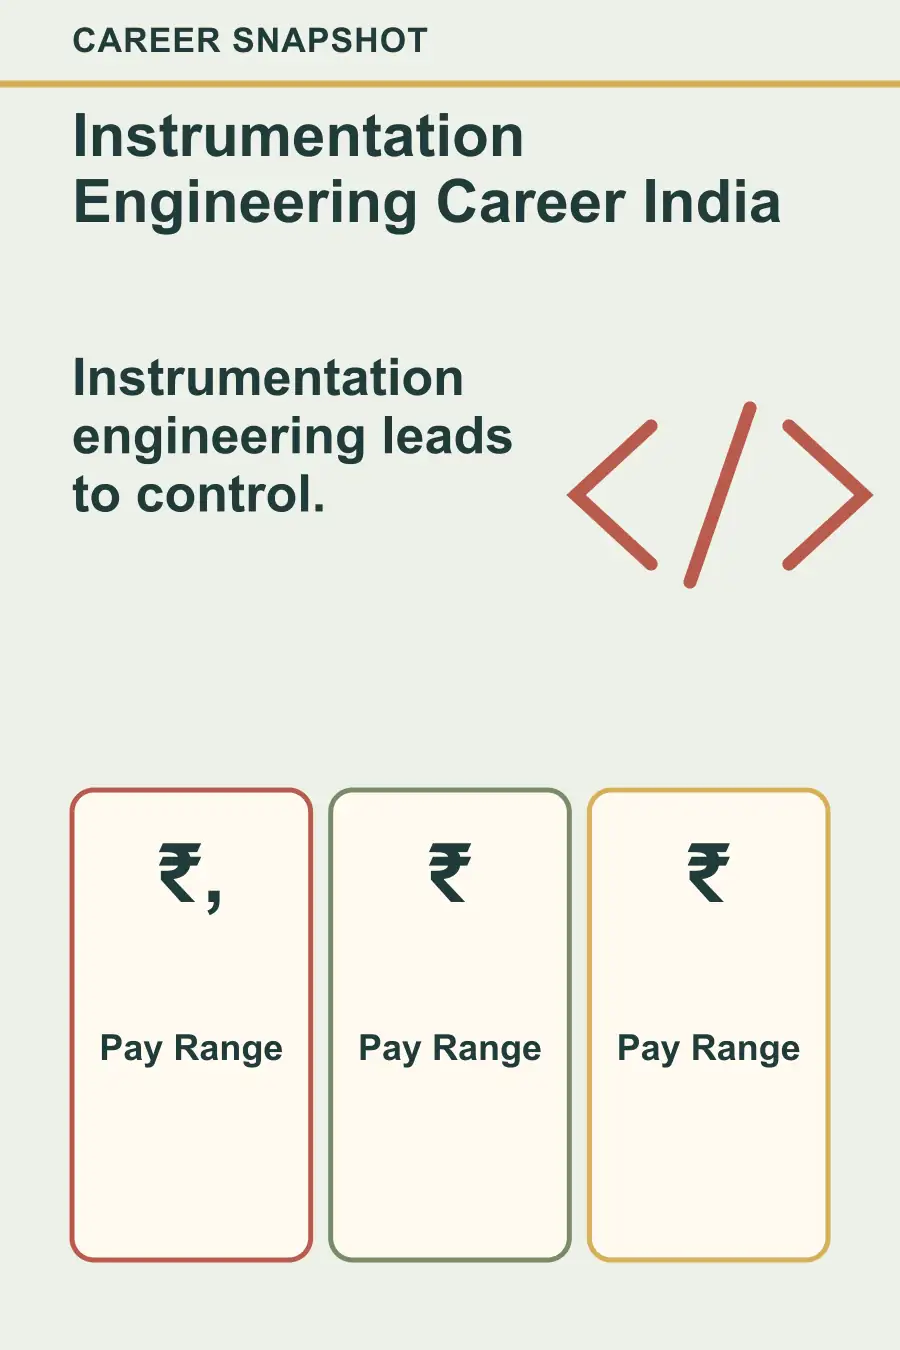 CAREER SNAPSHOT
Instrumentation
Engineering Career India
Instrumentation
engineering leads
to control.
</>
₹, ₹ ₹
Pay Range Pay Range Pay Range